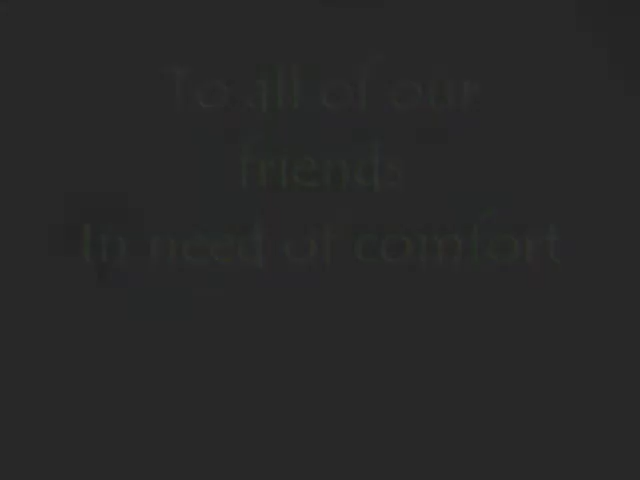 To all of our
friends
In need of comfort